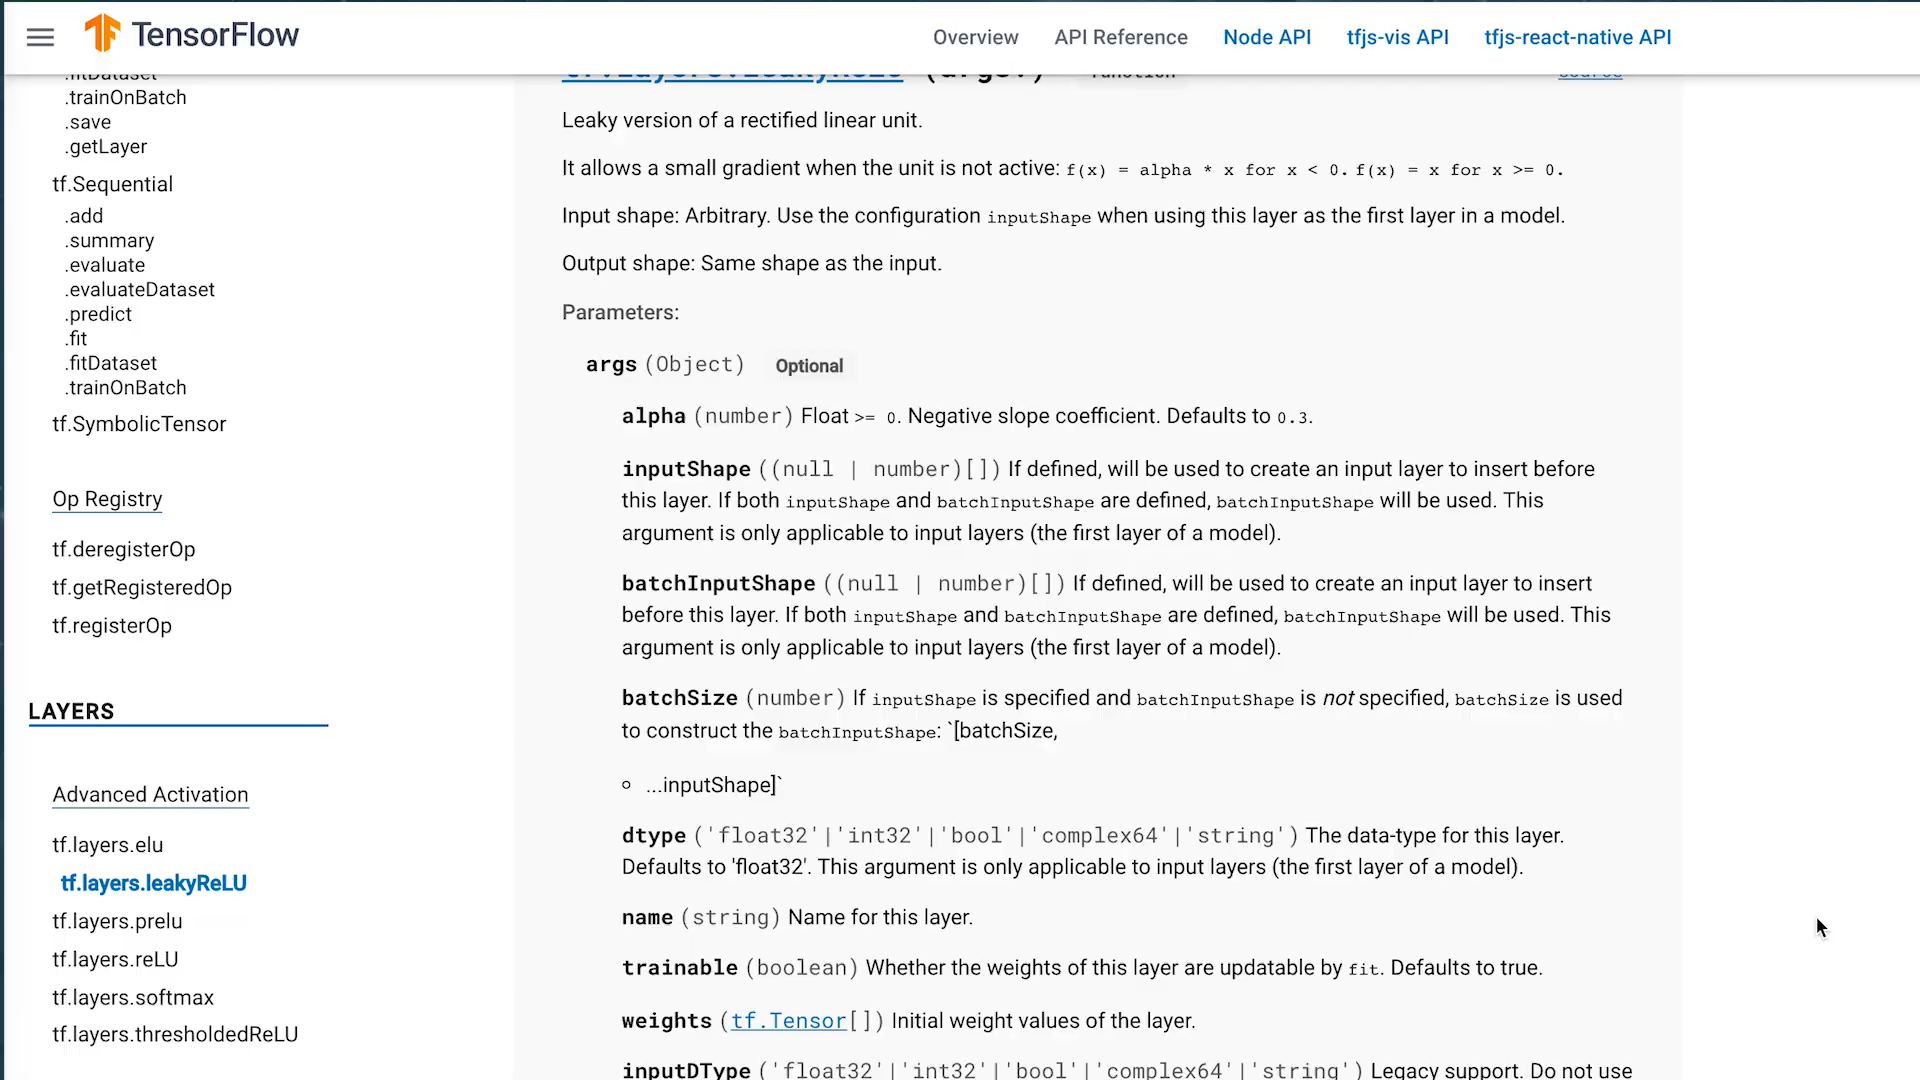 TensorFlow
Overview
API Reference
Node API
tfjs-vis API
tfjs-react-native API
.fitDataset
.trainOnBatch
.save
.getLayer
tf.Sequential
.add
.summary
.evaluate
.evaluateDataset
.predict
.fit
.fitDataset
.trainOnBatch
tf.SymbolicTensor
Op Registry
tf.deregisterOp
tf.getRegisteredOp
tf.registerOp
LAYERS
Advanced Activation
tf.layers.elu
tf.layers.leakyReLU
tf.layers.prelu
tf.layers.reLU
tf.layers.softmax
tf.layers.thresholdedReLU
tf.layers.leakyReLU (args?) function source
Leaky version of a rectified linear unit.
It allows a small gradient when the unit is not active: f(x) = alpha * x for x < 0. f(x) = x for x >= 0.
Input shape: Arbitrary. Use the configuration inputShape when using this layer as the first layer in a model.
Output shape: Same shape as the input.
Parameters:
args (Object) Optional
alpha (number) Float >= 0. Negative slope coefficient. Defaults to 0.3.
inputShape ((null | number)[]) If defined, will be used to create an input layer to insert before
this layer. If both inputShape and batchInputShape are defined, batchInputShape will be used. This
argument is only applicable to input layers (the first layer of a model).
batchInputShape ((null | number)[]) If defined, will be used to create an input layer to insert
before this layer. If both inputShape and batchInputShape are defined, batchInputShape will be used. This
argument is only applicable to input layers (the first layer of a model).
batchSize (number) If inputShape is specified and batchInputShape is not specified, batchSize is used
to construct the batchInputShape: `[batchSize,
...inputShape]`
dtype ('float32'|'int32'|'bool'|'complex64'|'string') The data-type for this layer.
Defaults to 'float32'. This argument is only applicable to input layers (the first layer of a model).
name (string) Name for this layer.
trainable (boolean) Whether the weights of this layer are updatable by fit. Defaults to true.
weights (tf.Tensor[]) Initial weight values of the layer.
inputDType ('float32'|'int32'|'bool'|'complex64'|'string') Legacy support. Do not use